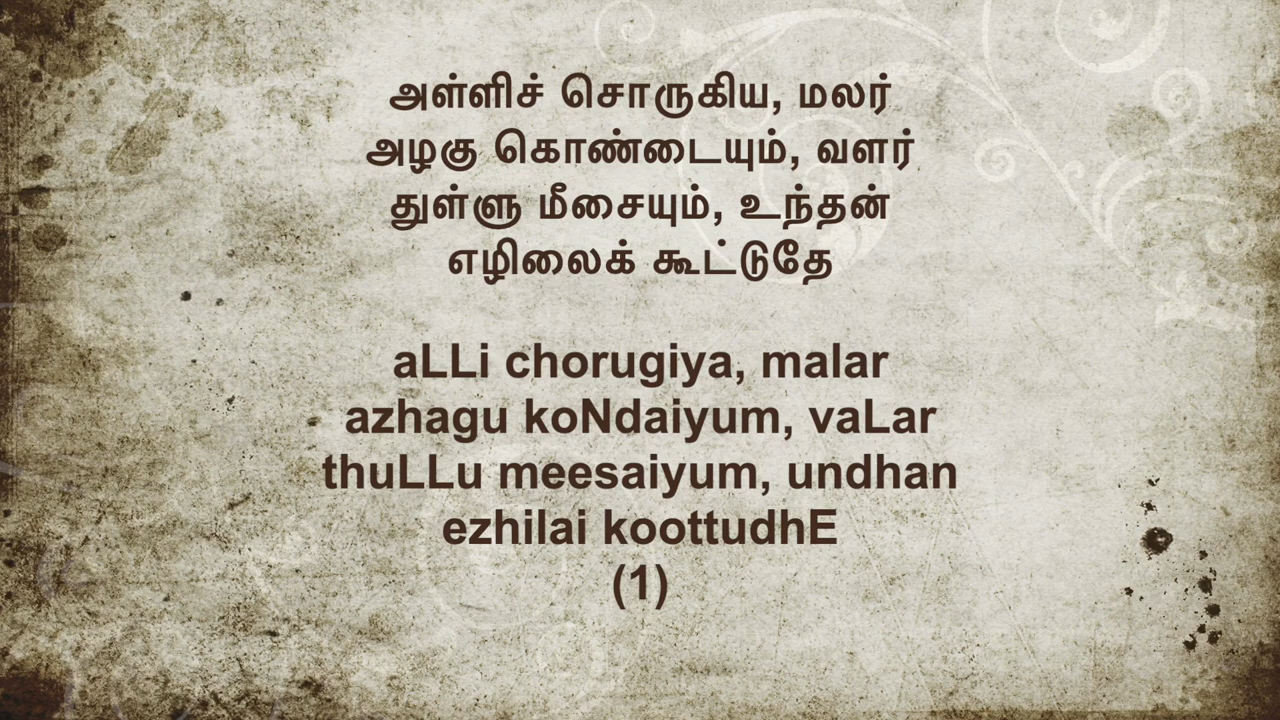 அள்ளிச் சொருகிய, மலர்
அழகு கொண்டையும், வளர்
துள்ளு மீசையும், உந்தன்
எழிலைக் கூட்டுதே
aLLi chorugiya, malar
azhagu koNdaiyum, vaLar
thuLLu meesaiyum, undhan
ezhilai koottudhE
(1)